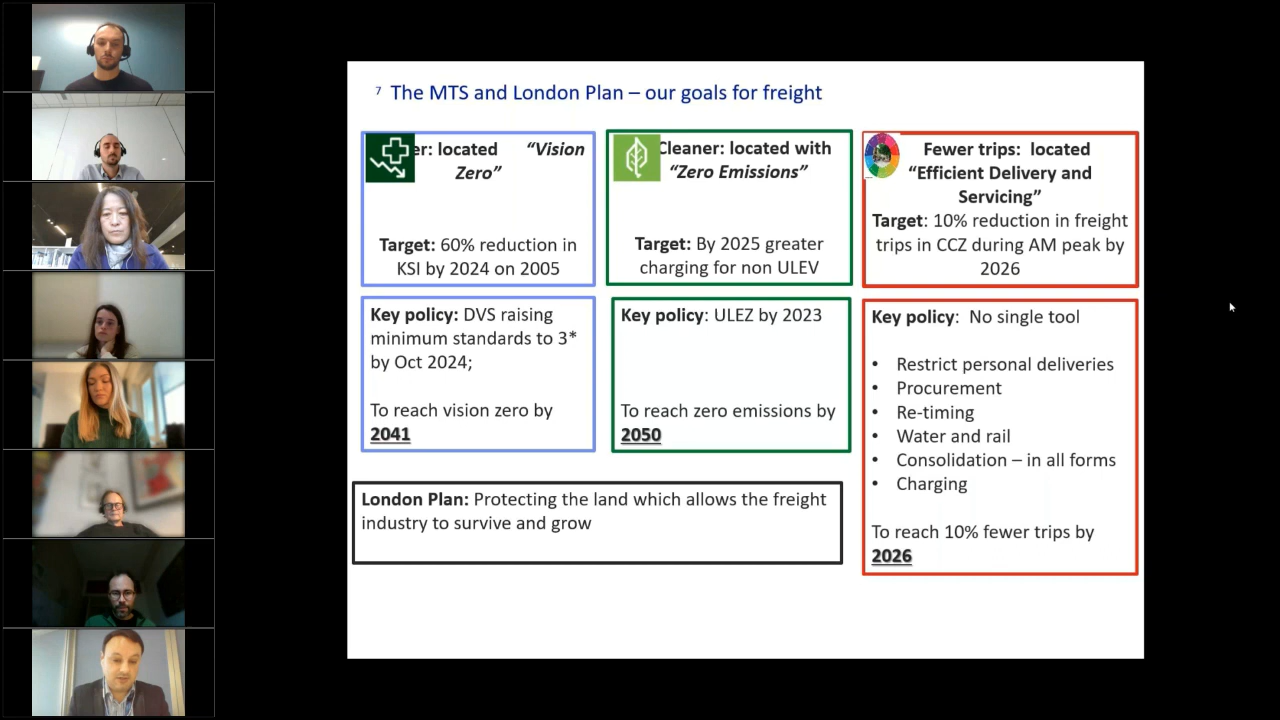 7 The MTS and London Plan – our goals for freight
er: located “Vision
Zero”
Target: 60% reduction in
KSI by 2024 on 2005
Cleaner: located with
“Zero Emissions”
Target: By 2025 greater
charging for non ULEV
Fewer trips: located
“Efficient Delivery and
Servicing”
Target: 10% reduction in freight
trips in CCZ during AM peak by
2026
Key policy: DVS raising
minimum standards to 3*
by Oct 2024;
To reach vision zero by
2041
Key policy: ULEZ by 2023
To reach zero emissions by
2050
Key policy: No single tool
• Restrict personal deliveries
• Procurement
• Re-timing
• Water and rail
• Consolidation – in all forms
• Charging
To reach 10% fewer trips by
2026
London Plan: Protecting the land which allows the freight
industry to survive and grow